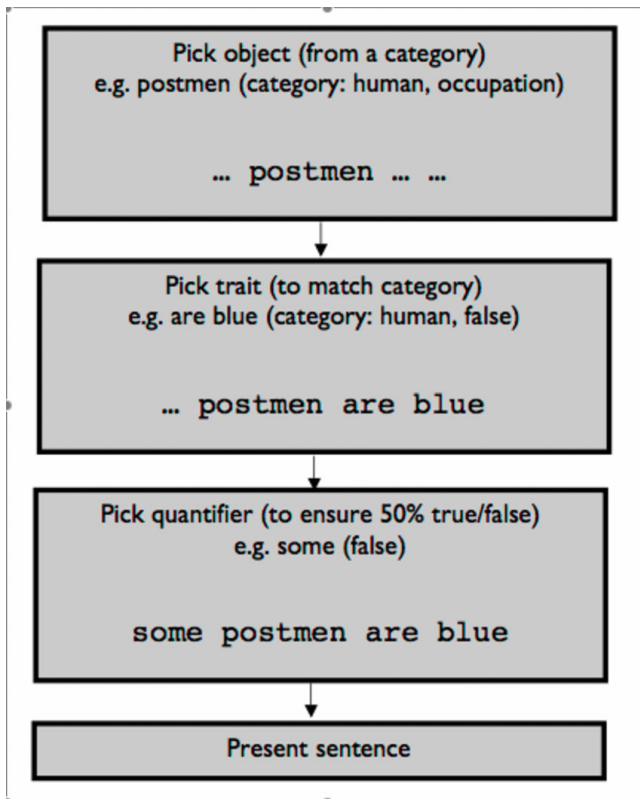 Pick object (from a category)
e.g. postmen (category: human, occupation)
… postmen … …
Pick trait (to match category)
e.g. are blue (category: human, false)
… postmen are blue
Pick quantifier (to ensure 50% true/false)
e.g. some (false)
some postmen are blue
Present sentence